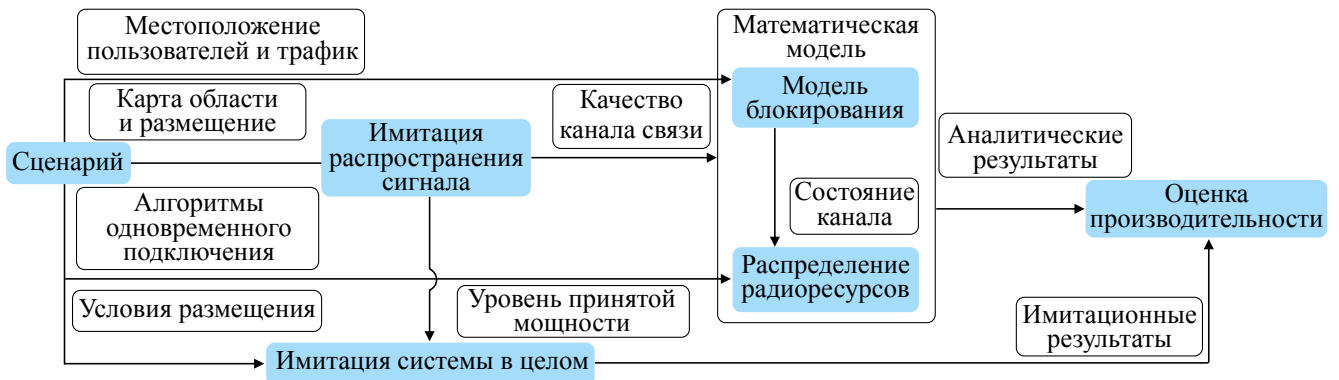 Местоположение
пользователей и трафик
Математическая
модель
Модель
блокирования
Карта области
и размещение
Качество
канала связи
Имитация
распространения
сигнала
Сценарий
Аналитические
результаты
Алгоритмы
одновременного
подключения
Состояние
канала
Оценка
производительности
Распределение
радиоресурсов
Условия размещения
Уровень принятой
мощности
Имитационные
результаты
Имитация системы в целом